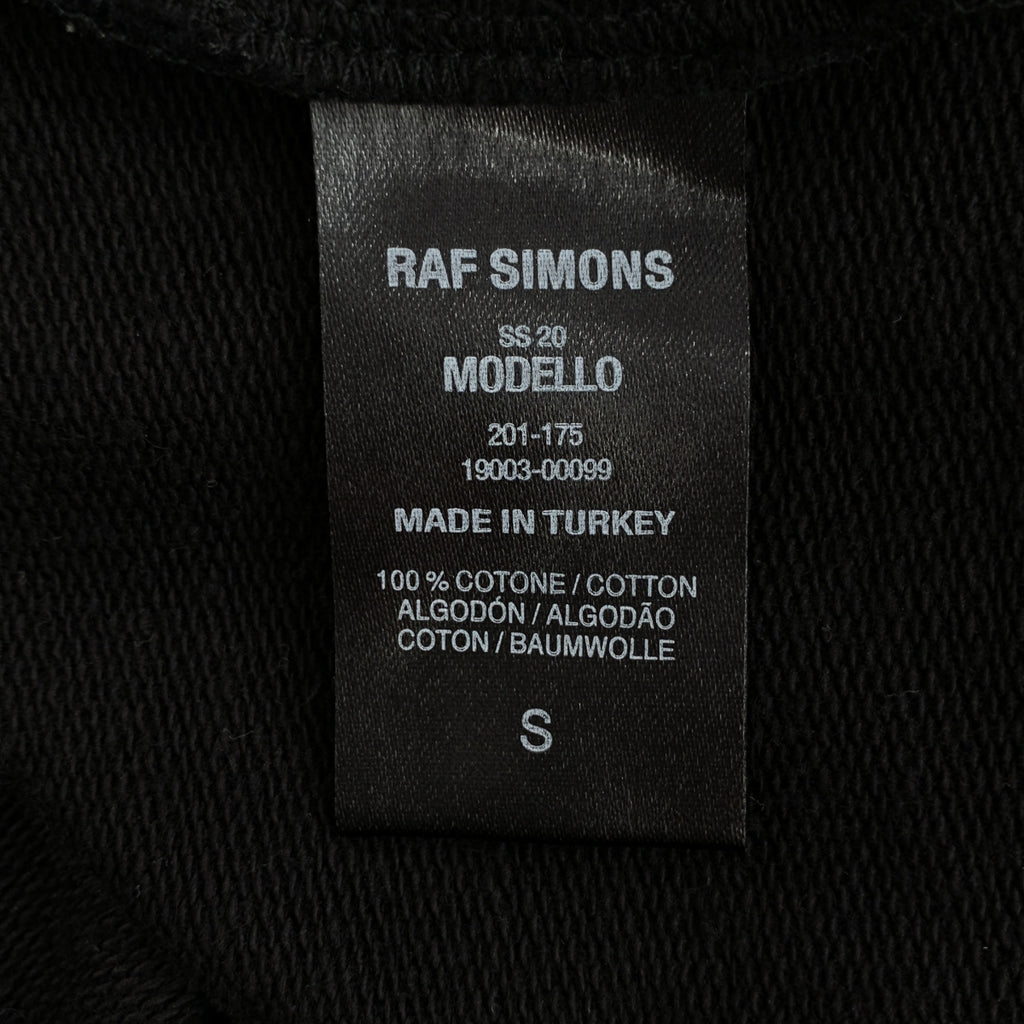 RAF SIMONS
SS 20
MODELLO
201-175
19003-00099
MADE IN TURKEY
100 % COTONE / COTTON
ALGODÓN / ALGODÃO
COTON / BAUMWOLLE
S